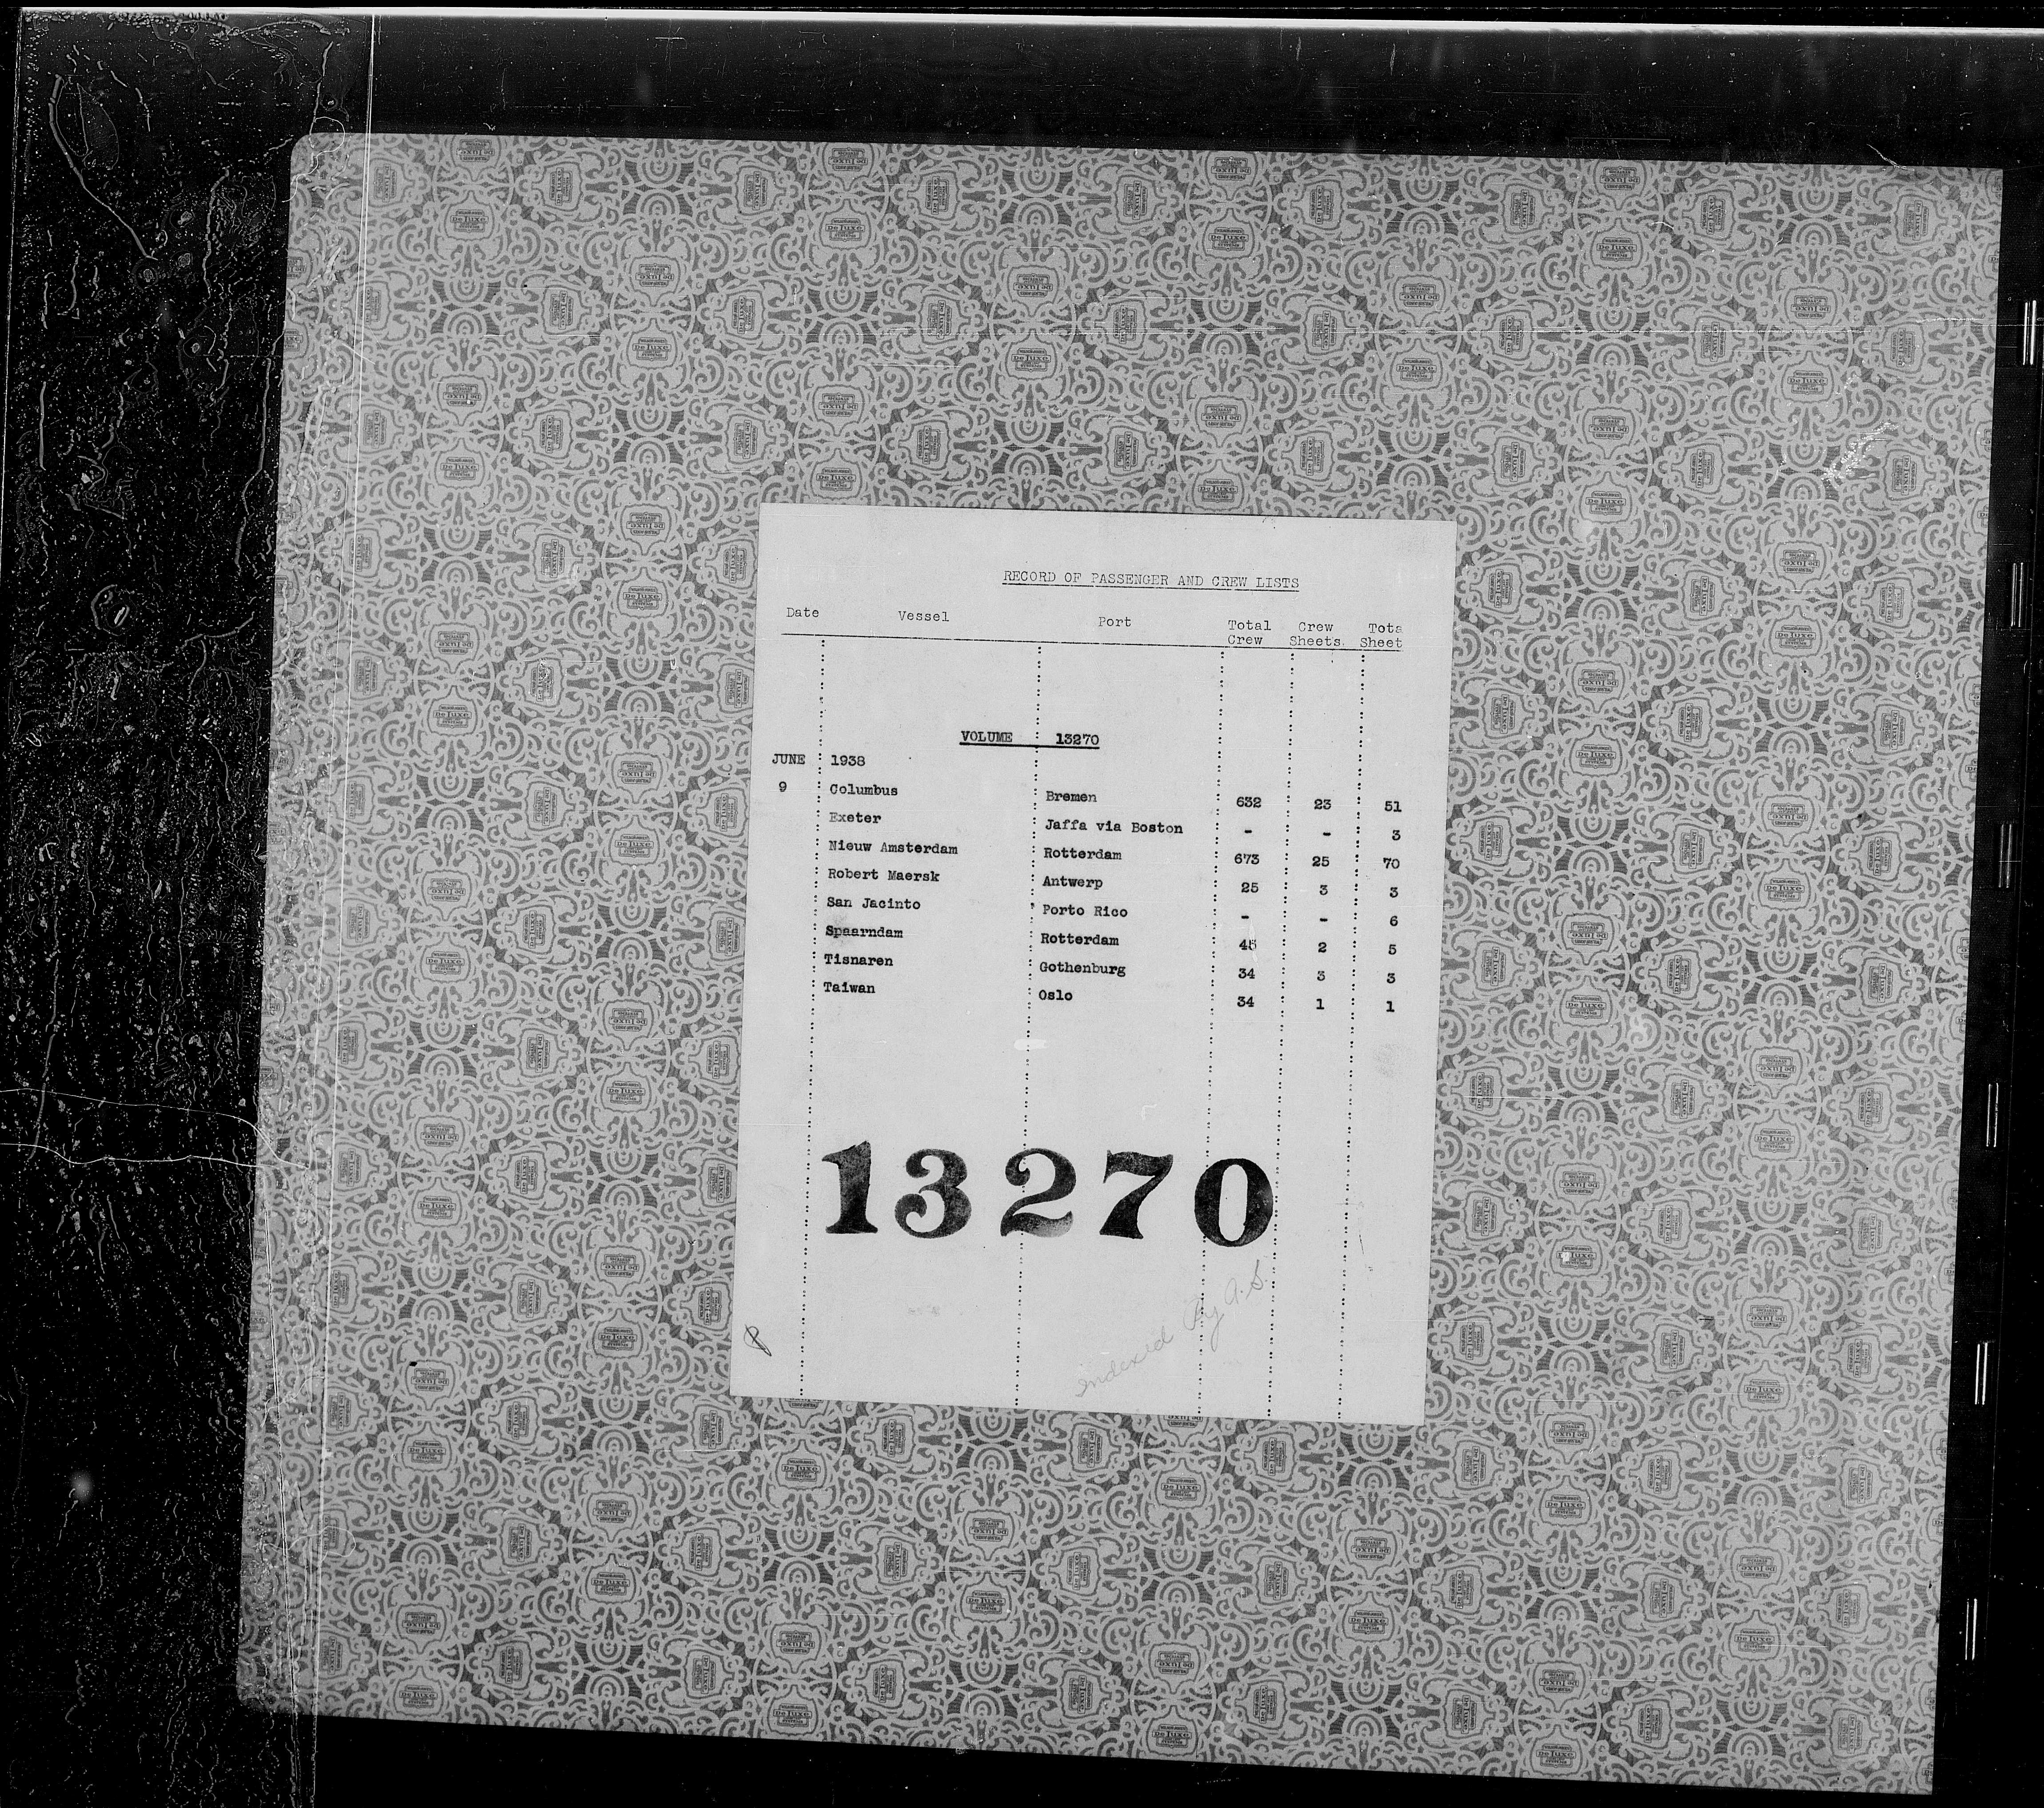 RECORD OF PASSENGER AND CREW LISTS
Date Vessel Port Total Crew Crew Sheets Tota Sheet
VOLUME 13270
JUNE 1938
9 Columbus Bremen 632 23 51
Exeter Jaffa via Boston - - 3
Nieuw Amsterdam Rotterdam 673 25 70
Robert Maersk Antwerp 25 3 3
San Jacinto Porto Rico - - 6
Spaarndam Rotterdam 45 2 5
Tisnaren Gothenburg 34 3 3
Taiwan Oslo 34 1 1
13270
Indexed By A.S.